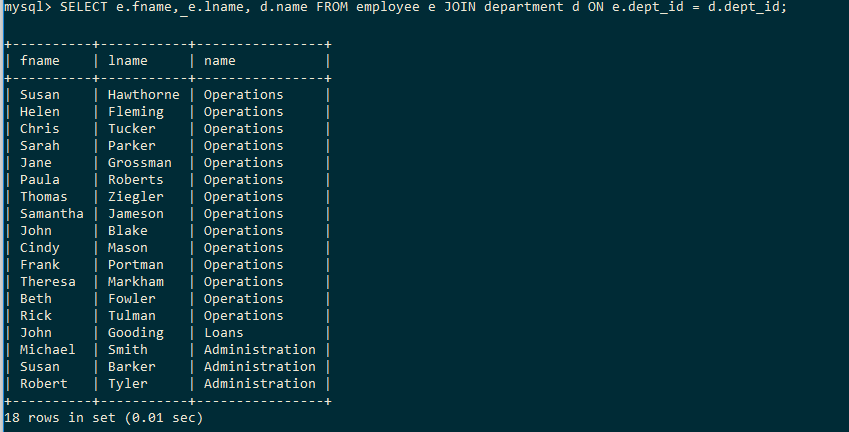 mysql> SELECT e.fname, e.lname, d.name FROM employee e JOIN department d ON e.dept_id = d.dept_id;
+----------+-----------+----------------+
| fname    | lname     | name           |
+----------+-----------+----------------+
| Susan    | Hawthorne | Operations     |
| Helen    | Fleming   | Operations     |
| Chris    | Tucker    | Operations     |
| Sarah    | Parker    | Operations     |
| Jane     | Grossman  | Operations     |
| Paula    | Roberts   | Operations     |
| Thomas   | Ziegler   | Operations     |
| Samantha | Jameson   | Operations     |
| John     | Blake     | Operations     |
| Cindy    | Mason     | Operations     |
| Frank    | Portman   | Operations     |
| Theresa  | Markham   | Operations     |
| Beth     | Fowler    | Operations     |
| Rick     | Tulman    | Operations     |
| John     | Gooding   | Loans          |
| Michael  | Smith     | Administration |
| Susan    | Barker    | Administration |
| Robert   | Tyler     | Administration |
+----------+-----------+----------------+
18 rows in set (0.01 sec)